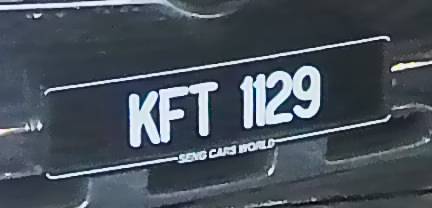 KFT 1129
SENG CARS WORLD